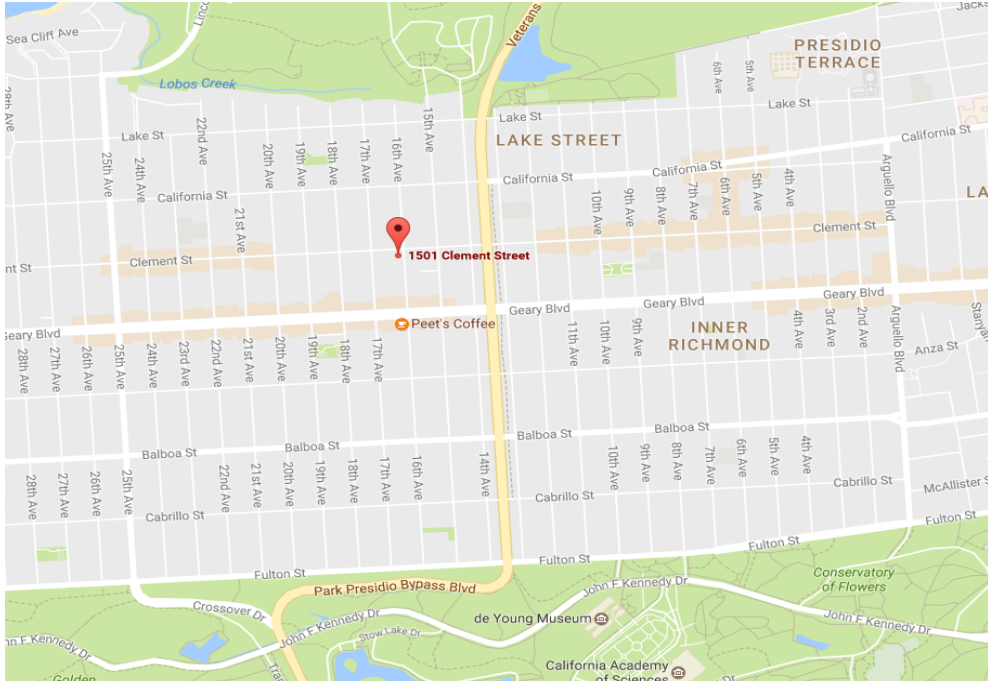 Sea Cliff Ave
Linc
Veterans
Jacks
PRESIDIO
TERRACE
6th Ave
5th Ave
Lobos Creek
28th Ave
15th Ave
Lake St
Lake St
Lake St
22nd Ave
LAKE STREET
California St
25th Ave
24th Ave
20th Ave
19th Ave
18th Ave
17th Ave
16th Ave
California St
California St
California St
Arguello Blvd
LA
10th Ave
9th Ave
8th Ave
7th Ave
6th Ave
5th Ave
4th Ave
21st Ave
Clement St
1501 Clement Street
Clement St
nt St
Geary Blvd
Geary Blvd
Geary Blvd
Geary Blvd
Peet's Coffee
INNER
RICHMOND
28th Ave
27th Ave
26th Ave
25th Ave
24th Ave
23rd Ave
22nd Ave
21st Ave
20th Ave
19th Ave
18th Ave
17th Ave
11th Ave
10th Ave
9th Ave
4th Ave
3rd Ave
2nd Ave
Arguello Blvd
Stanyan
Anza St
Balboa St
Balboa St
Balboa St
Balboa St
28th Ave
27th Ave
26th Ave
25th Ave
22nd Ave
21st Ave
20th Ave
19th Ave
18th Ave
17th Ave
16th Ave
14th Ave
10th Ave
9th Ave
8th Ave
7th Ave
6th Ave
5th Ave
4th Ave
Cabrillo St
Cabrillo St
Cabrillo St
McAllister S
Fulton St
Fulton St
Fulton St
Fulton St
Park Presidio Bypass Blvd
Crossover Dr
John F Kennedy Dr
Conservatory
of Flowers
de Young Museum
John F Kennedy Dr
John F Kennedy Dr
hn F Kennedy Dr
Stow Lake Dr
California Academy
of Sciences
Golden
Tran